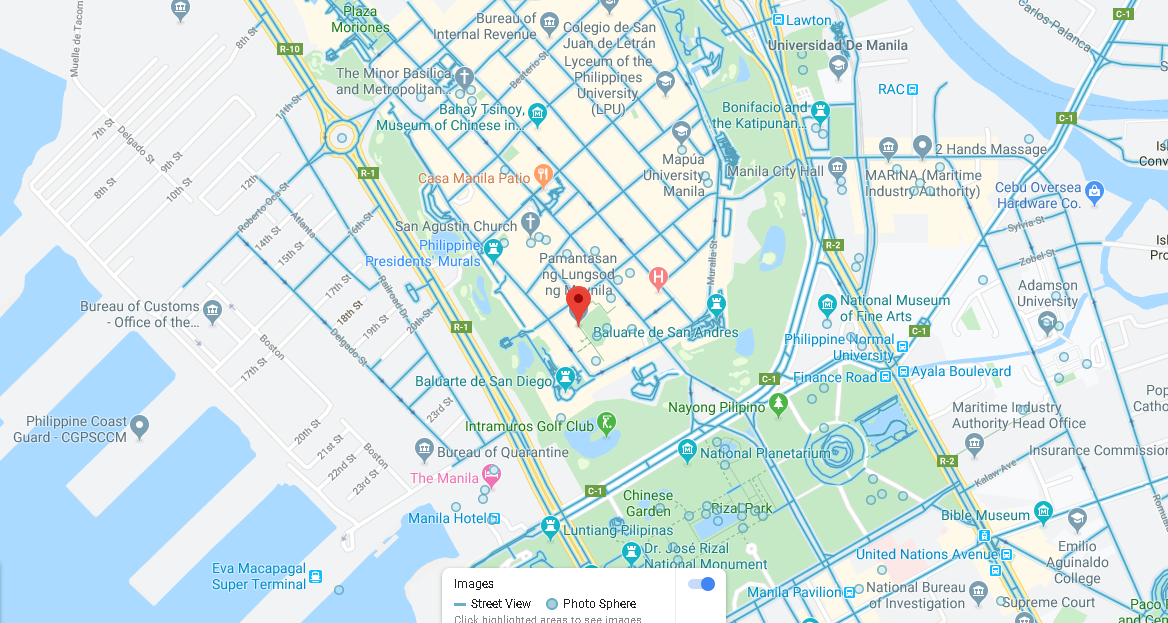 Plaza
Moriones
Bureau of
Internal Revenue
Colegio de San
Juan de Letrán
Lyceum of the
Philippines
University
(LPU)
Lawton
Universidad De Manila
Carlos Palanca
C-1
8th St
R-10
Muelle de Tacom
The Minor Basilica
and Metropolitan...
Beaterio St
11th St
RAC
Bahay Tsinoy,
Museum of Chinese in...
Bonifacio and
the Katipunan...
C-1
7th St
Delgado St
8th St
10th St
12th St
R-1
Casa Manila Patio
Mapúa
University
Manila
Manila City Hall
2 Hands Massage
MARINA (Maritime
Industry Authority)
Cebu Oversea
Hardware Co.
Roberto Oca St
Atlanta
16th St
14th St
15th St
San Agustin Church
Philippine
Presidents' Murals
Muralla St
R-2
Sylvia St
Zobel St
Pamantasan
ng Lungsod
ng Maynila
17th St
18th St
19th St
20th St
Railroad Dr
Delgado St
Bureau of Customs
- Office of the...
Boston
17th St
R-1
Baluarte de San Andres
National Museum
of Fine Arts
Adamson
University
C-1
Philippine Normal
University
Finance Road
Ayala Boulevard
Baluarte de San Diego
C-1
23rd St
Nayong Pilipino
Intramuros Golf Club
Philippine Coast
Guard - CGPSCCM
20th St
21st St
22nd St
23rd St
Boston
Bureau of Quarantine
The Manila
Manila Hotel
National Planetarium
Maritime Industry
Authority Head Office
Insurance Commission
R-2
Kalaw Ave
C-1
Chinese
Garden
Rizal Park
Bible Museum
Luntiang Pilipinas
Dr. José Rizal
National Monument
United Nations Avenue
Emilio
Aguinaldo
College
Eva Macapagal
Super Terminal
Manila Pavilion
National Bureau
of Investigation
Supreme Court
Images
Street View
Photo Sphere
Click highlighted areas to see images